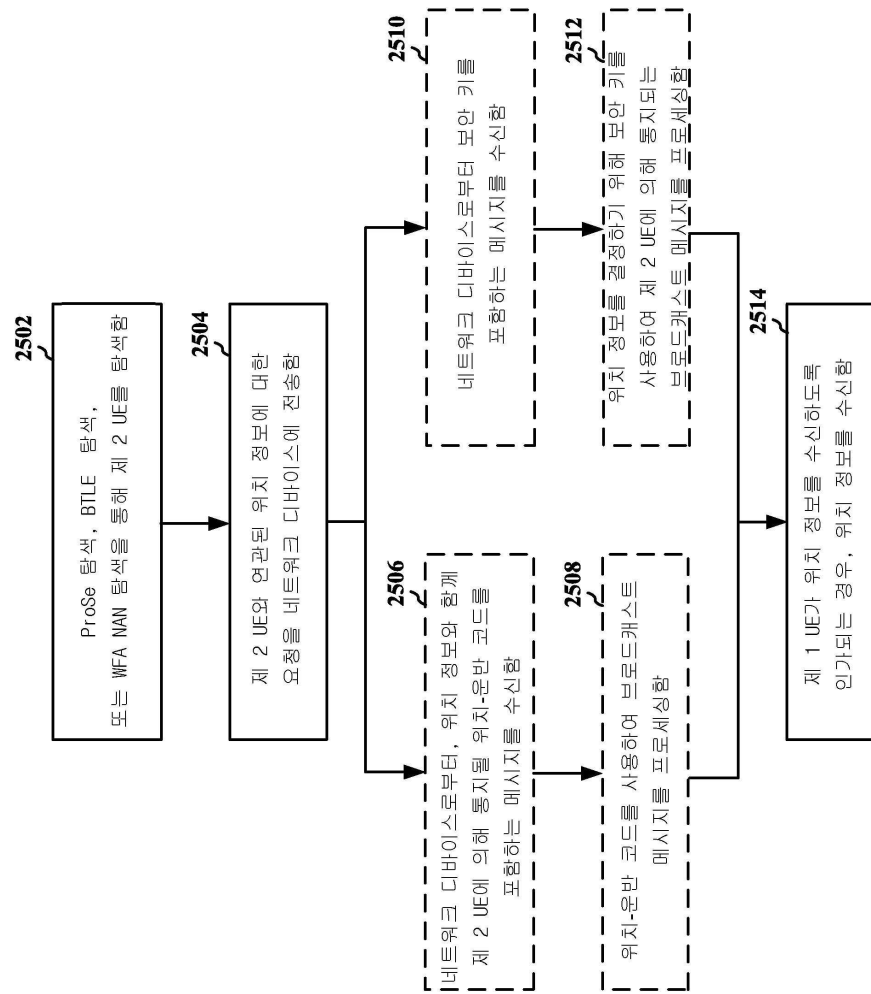 2502
ProSe 탐색, BTLE 탐색,
또는 WFA NAN 탐색을 통해 제 2 UE를 탐색함
2504
제 2 UE와 연관된 위치 정보에 대한
요청을 네트워크 디바이스에 전송함
2506
네트워크 디바이스로부터, 위치 정보와 함께
제 2 UE에 의해 통지될 위치-운반 코드를
포함하는 메시지를 수신함
2508
위치-운반 코드를 사용하여 브로드캐스트
메시지를 프로세싱함
2510
네트워크 디바이스로부터 보안 키를
포함하는 메시지를 수신함
2512
위치 정보를 결정하기 위해 보안 키를
사용하여 제 2 UE에 의해 통지되는
브로드캐스트 메시지를 프로세싱함
2514
제 1 UE가 위치 정보를 수신하도록
인가되는 경우, 위치 정보를 수신함